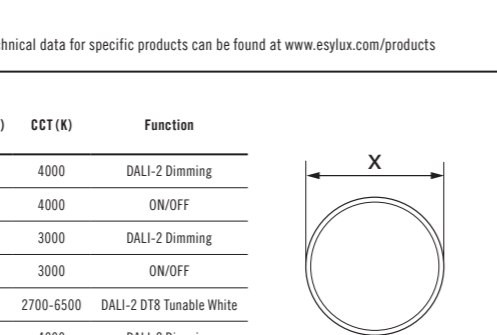 chnical data for specific products can be found at www.esylux.com/products
) CCT (K) Function
X
4000 DALI-2 Dimming
4000 ON/OFF
3000 DALI-2 Dimming
3000 ON/OFF
2700-6500 DALI-2 DT8 Tunable White